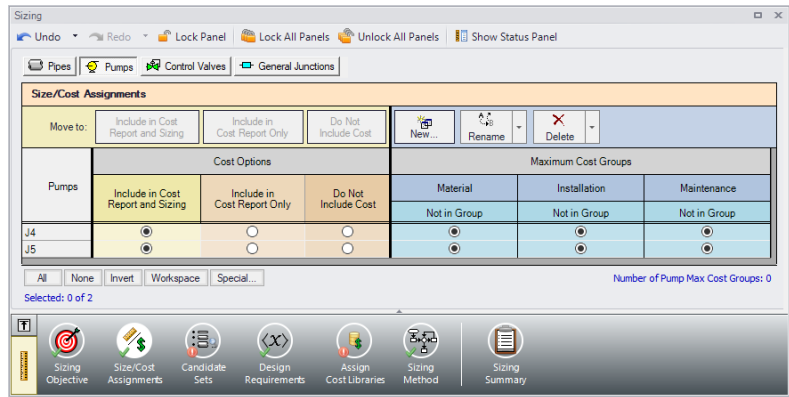 Sizing
Undo Redo Lock Panel Lock All Panels Unlock All Panels Show Status Panel
Pipes Pumps Control Valves General Junctions
Size/Cost Assignments
Move to: Include in Cost Report and Sizing Include in Cost Report Only Do Not Include Cost New... Rename Delete
Cost Options Maximum Cost Groups
Pumps Include in Cost Report and Sizing Include in Cost Report Only Do Not Include Cost Material Installation Maintenance
Not in Group Not in Group Not in Group
J4
J5
All None Invert Workspace Special... Number of Pump Max Cost Groups: 0
Selected: 0 of 2
Sizing Objective Size/Cost Assignments Candidate Sets Design Requirements Assign Cost Libraries Sizing Method Sizing Summary